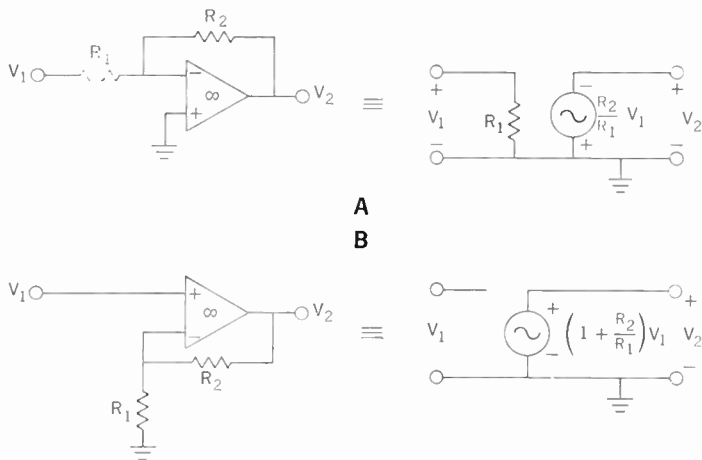 R₁
R₂
V₁
−
+
∞
V₂
≡
+
V₁
−
R₁
−
R₂/R₁ V₁
+
+
V₂
−
A
B
V₁
+
−
∞
V₂
R₂
R₁
≡
V₁
+
−
(1 + R₂/R₁)V₁
+
V₂
−